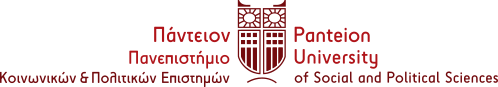 Πάντειον
Πανεπιστήμιο
Κοινωνικών & Πολιτικών Επιστημών
Panteion
University
of Social and Political Sciences